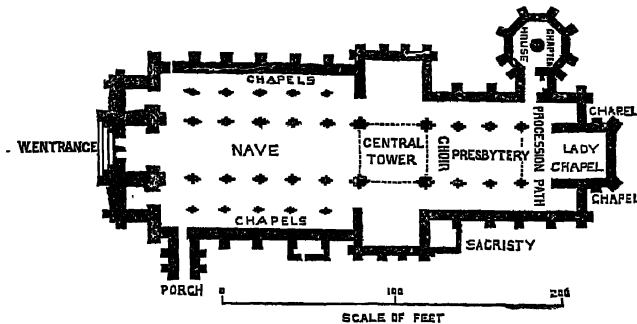 CHAPTER
HOUSE
CHAPELS
CHAPEL
W.ENTRANCE
NAVE
CENTRAL
TOWER
CHOIR
PRESBYTERY
PROCESSION PATH
LADY
CHAPEL
CHAPEL
CHAPELS
SACRISTY
PORCH
0 100 200
SCALE OF FEET